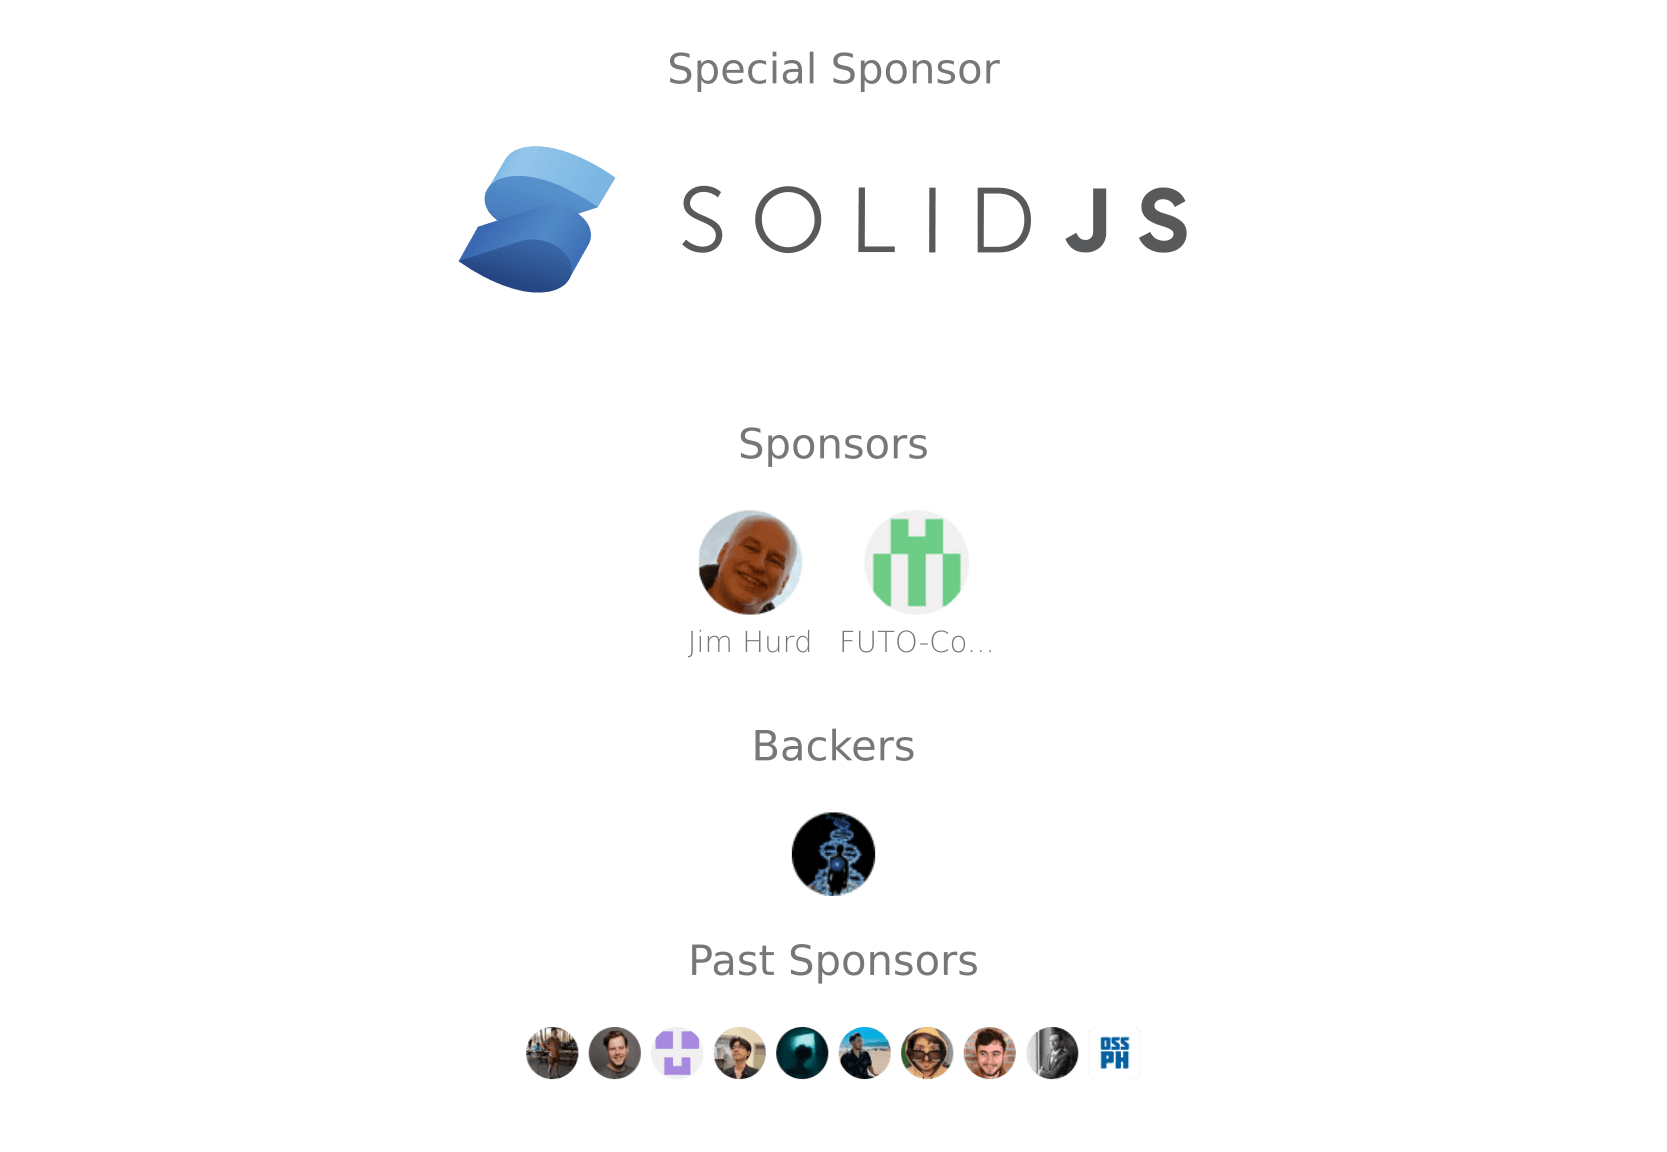 Special Sponsor
SOLIDJS
Sponsors
Jim Hurd FUTO-Co...
Backers
Past Sponsors
OSS
PH